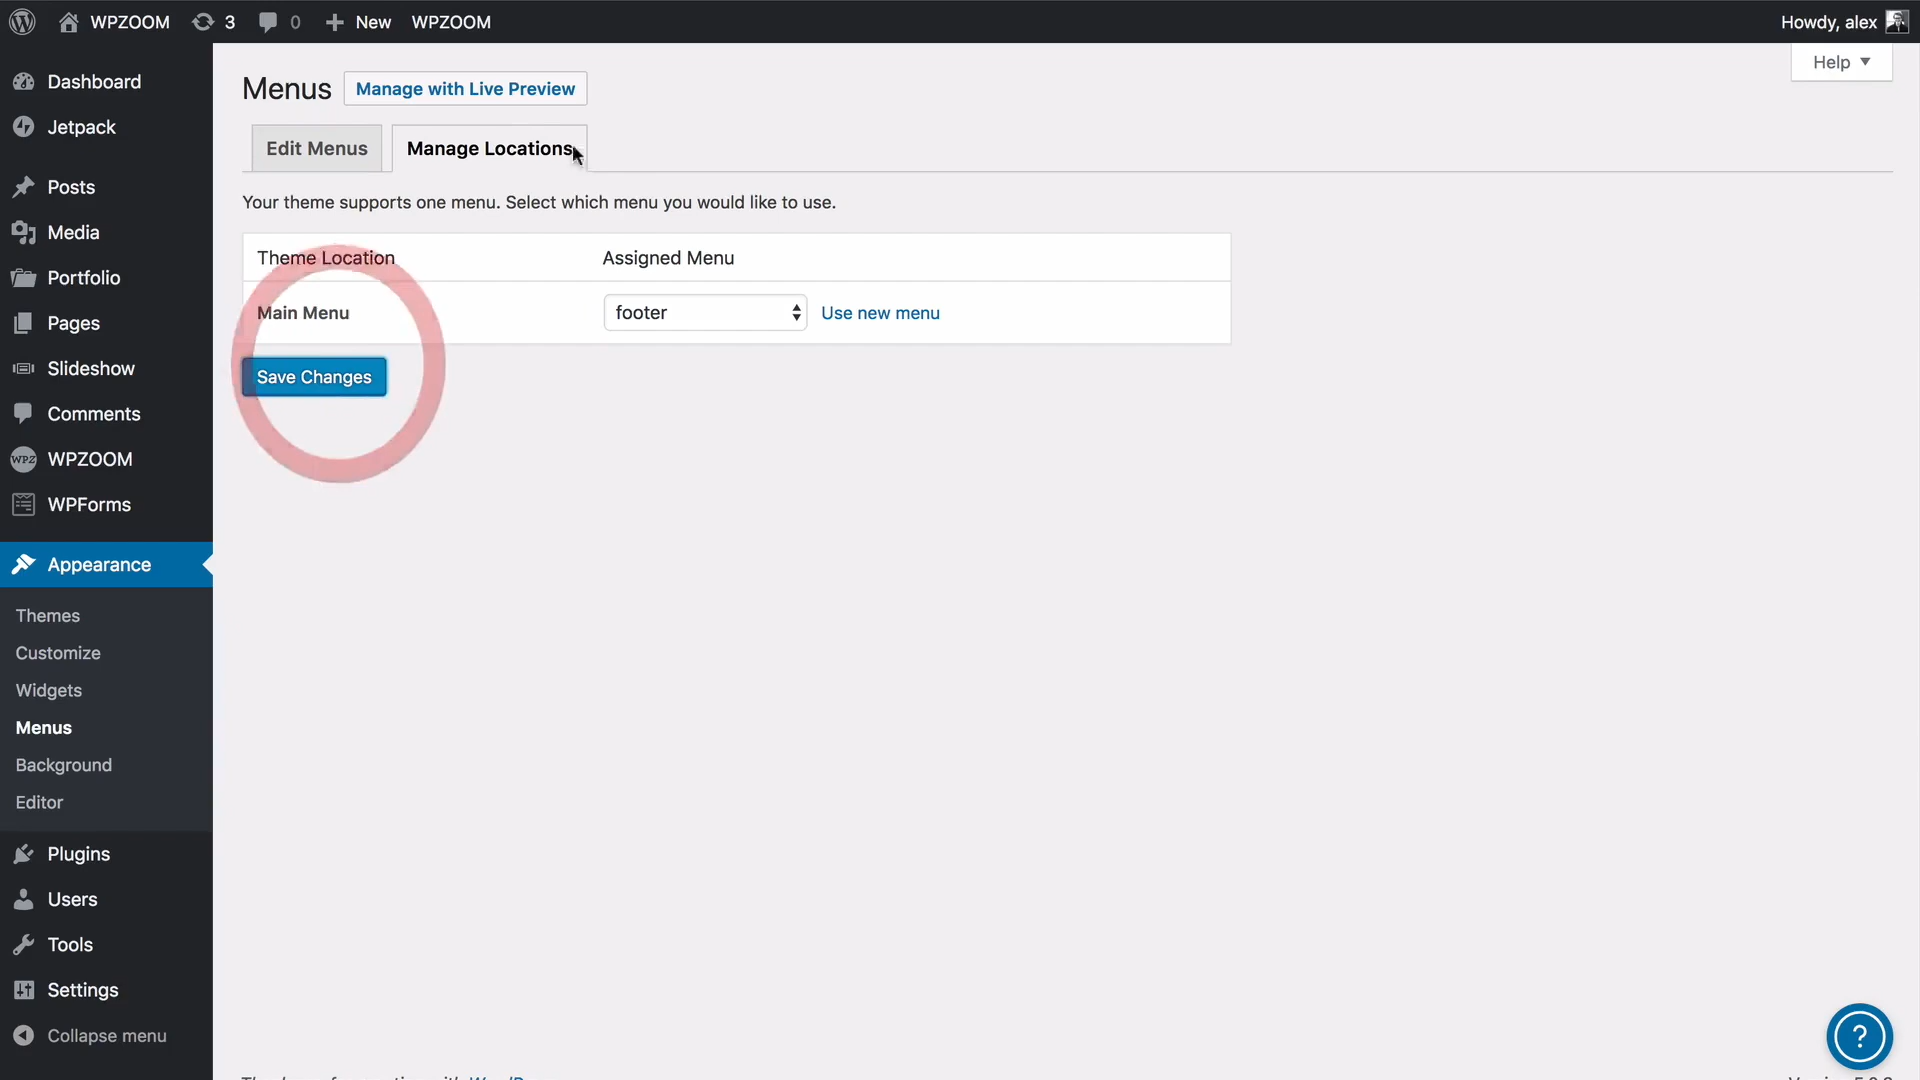 WPZOOM 3 0 New WPZOOM Howdy, alex
Help
Dashboard
Jetpack
Posts
Media
Portfolio
Pages
Slideshow
Comments
WPZ WPZOOM
WPForms
Appearance
Themes
Customize
Widgets
Menus
Background
Editor
Plugins
Users
Tools
Settings
Collapse menu
Menus Manage with Live Preview
Edit Menus Manage Locations
Your theme supports one menu. Select which menu you would like to use.
Theme Location Assigned Menu
Main Menu footer Use new menu
Save Changes
?